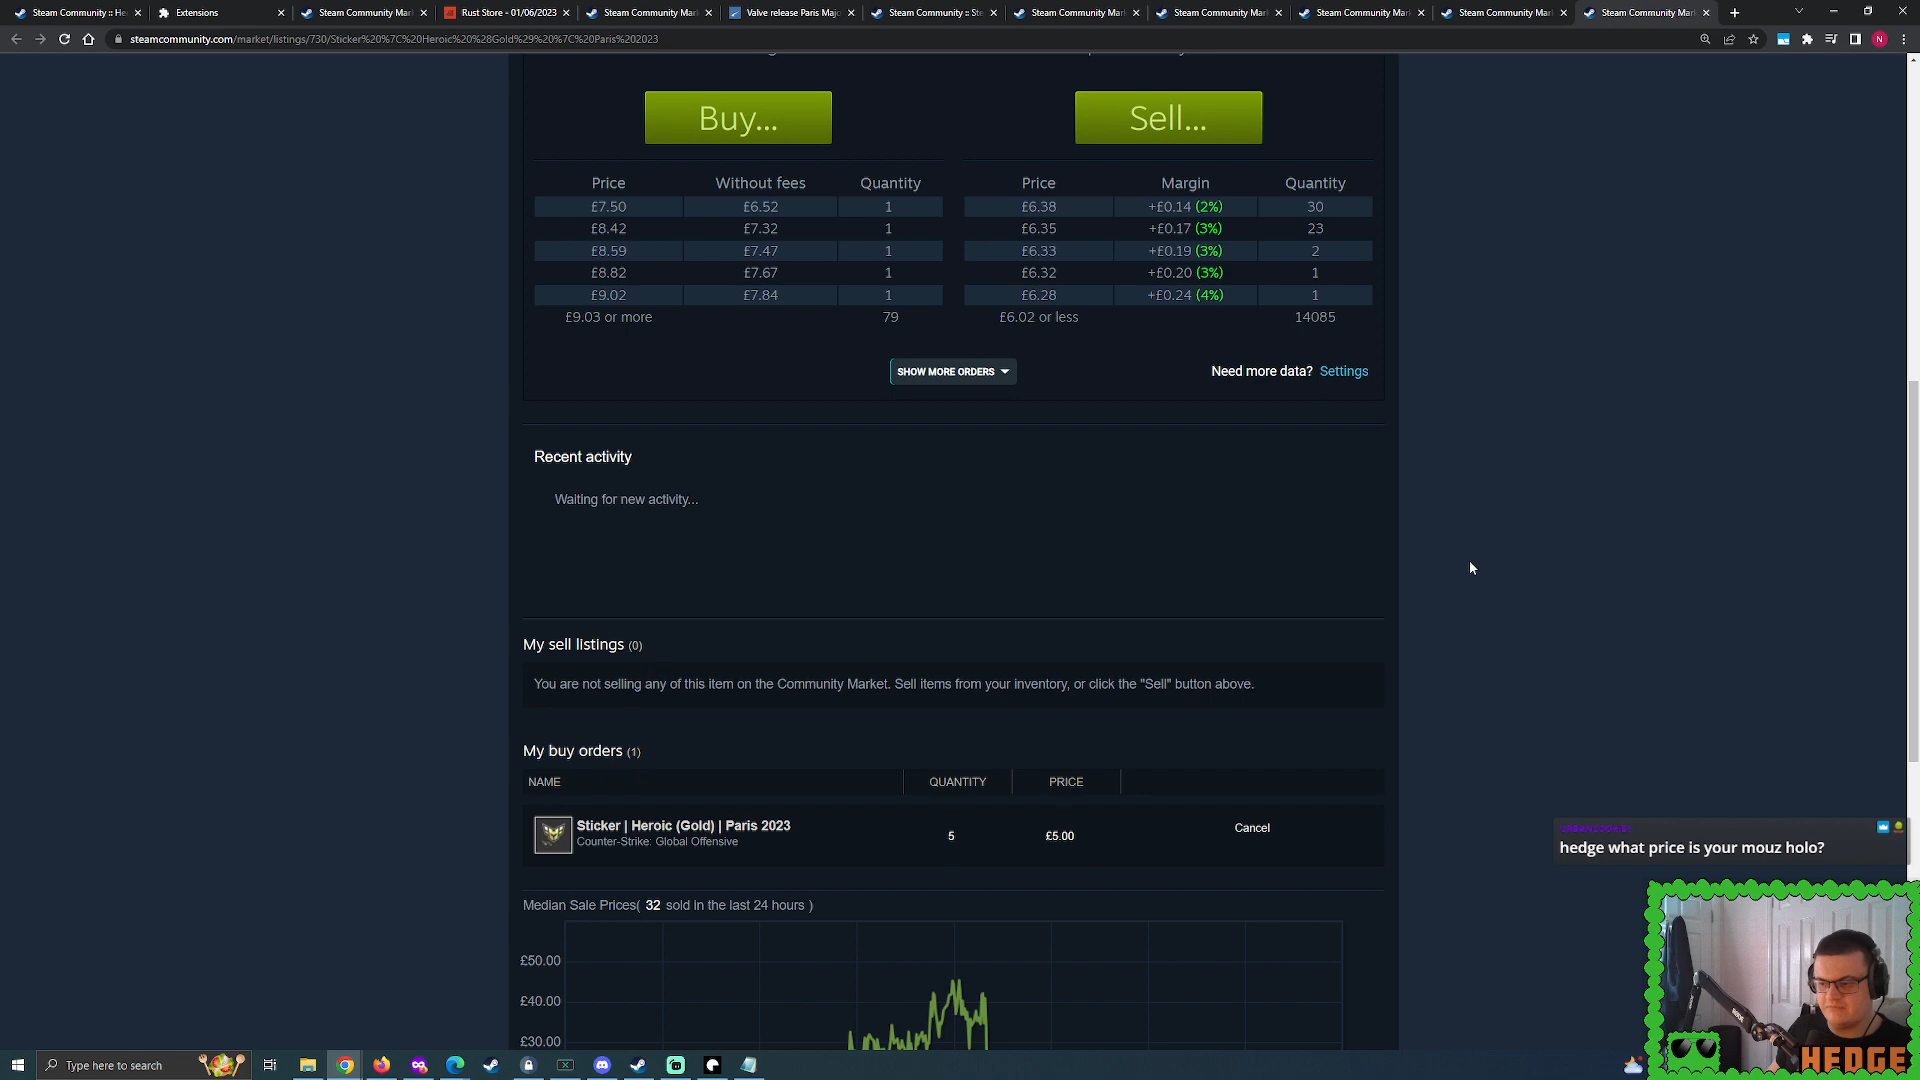 Steam Community :: He
Extensions
Steam Community Mar
Rust Store - 01/06/2023
Steam Community Mar
Valve release Paris Majo
Steam Community :: Ste
Steam Community Mar
Steam Community Mar
Steam Community Mar
Steam Community Mar
Steam Community Mar
steamcommunity.com/market/listings/730/Sticker%20%7C%20Heroic%20%28Gold%29%20%7C%20Paris%202023
N
Buy...
Sell...
Price Without fees Quantity
£7.50 £6.52 1
£8.42 £7.32 1
£8.59 £7.47 1
£8.82 £7.67 1
£9.02 £7.84 1
£9.03 or more 79
Price Margin Quantity
£6.38 +£0.14 (2%) 30
£6.35 +£0.17 (3%) 23
£6.33 +£0.19 (3%) 2
£6.32 +£0.20 (3%) 1
£6.28 +£0.24 (4%) 1
£6.02 or less 14085
SHOW MORE ORDERS
Need more data? Settings
Recent activity
Waiting for new activity...
My sell listings (0)
You are not selling any of this item on the Community Market. Sell items from your inventory, or click the "Sell" button above.
My buy orders (1)
NAME QUANTITY PRICE
Sticker | Heroic (Gold) | Paris 2023
Counter-Strike: Global Offensive
5 £5.00 Cancel
Median Sale Prices( 32 sold in the last 24 hours )
£50.00
£40.00
£30.00
hedge what price is your mouz holo?
HEDGE
Type here to search